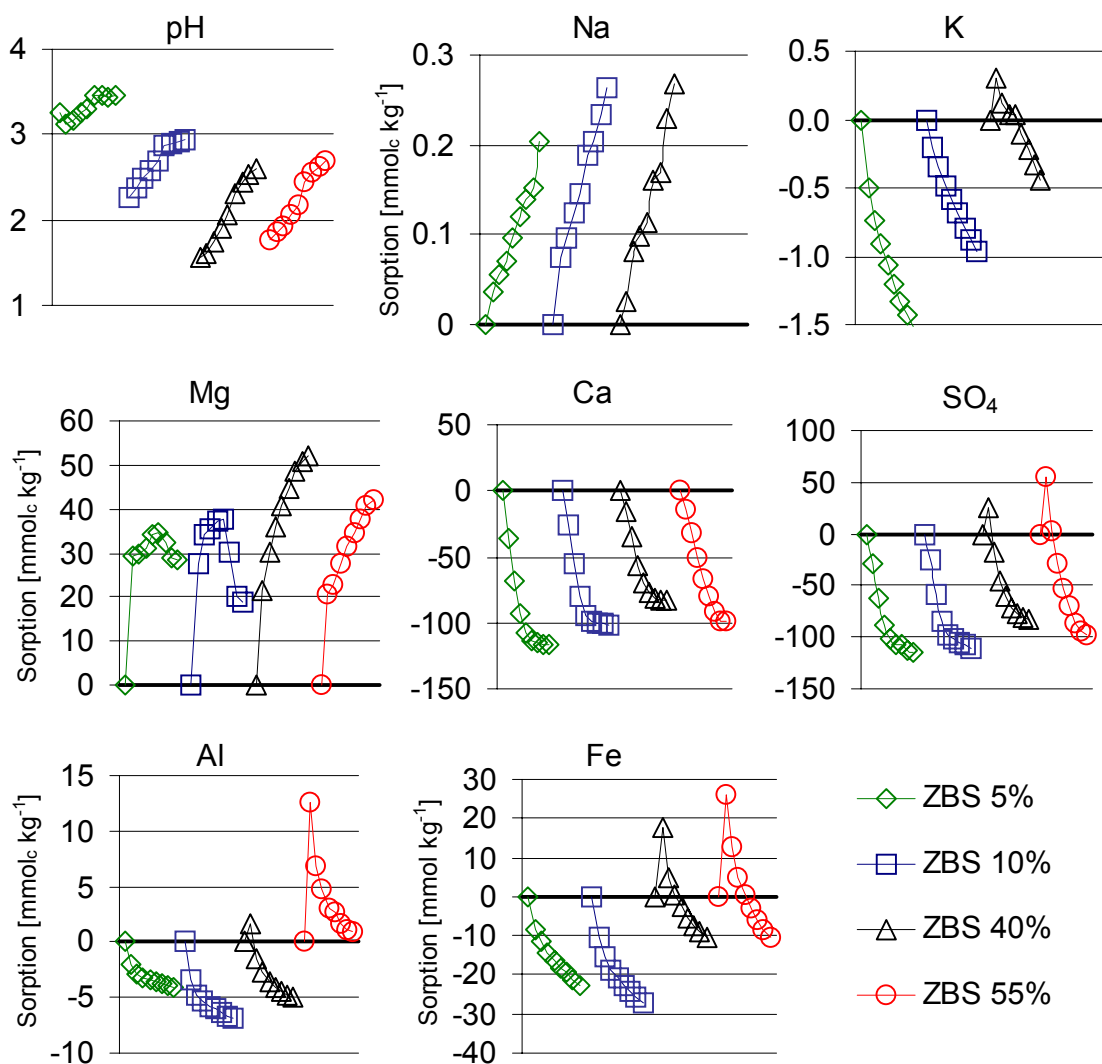 pH
4
3
2
1
Na
Sorption [mmolc kg-1]
0.3
0.2
0.1
0
K
0.5
0.0
-0.5
-1.0
-1.5
Mg
Sorption [mmolc kg-1]
60
50
40
30
20
10
0
Ca
50
0
-50
-100
-150
SO4
100
50
0
-50
-100
-150
Al
Sorption [mmolc kg-1]
15
10
5
0
-5
-10
Fe
Sorption [mmol kg-1]
30
20
10
0
-10
-20
-30
-40
ZBS 5%
ZBS 10%
ZBS 40%
ZBS 55%